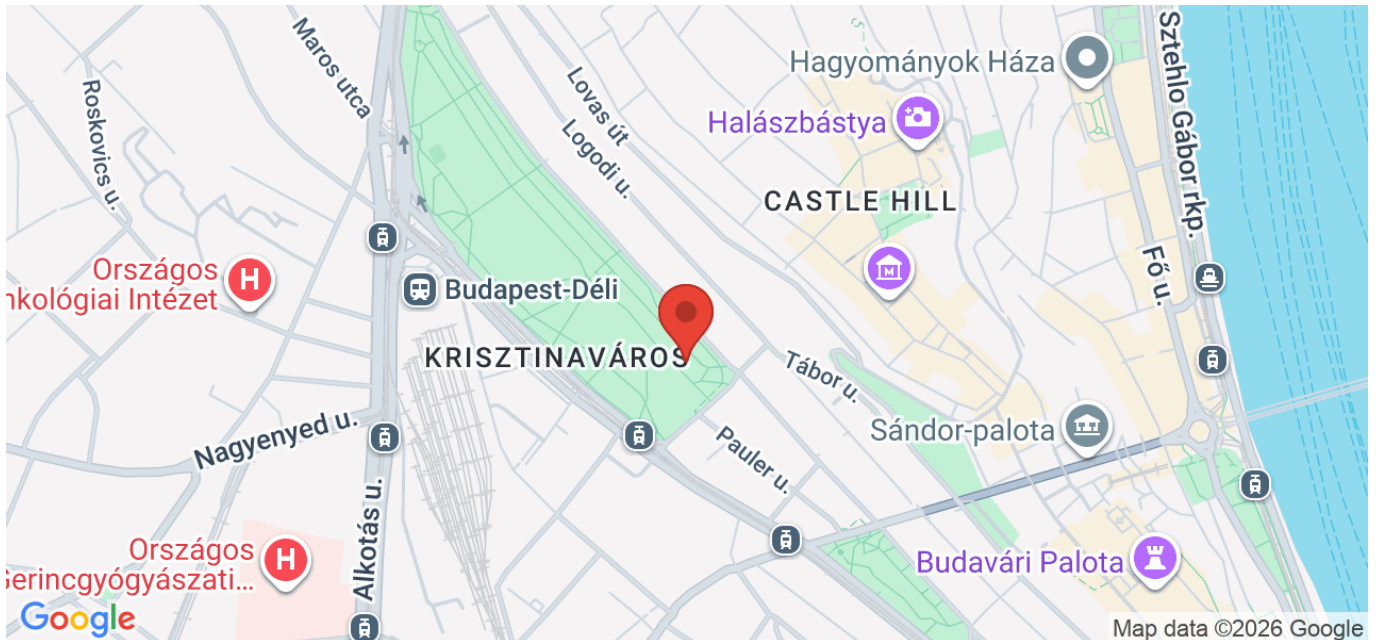 Hagyományok Háza
Maros utca
Sztehlo Gábor rkp.
Lovas út
Roskovics u.
Halászbástya
Logodi u.
CASTLE HILL
Fő u.
Országos
nkológiai Intézet
Budapest-Déli
KRISZTINAVÁROS
Tábor u.
Nagyenyed u.
Sándor-palota
Pauler u.
Alkotás u.
Országos
Gerincgyógyászati...
Budavári Palota
Google
Map data ©2026 Google